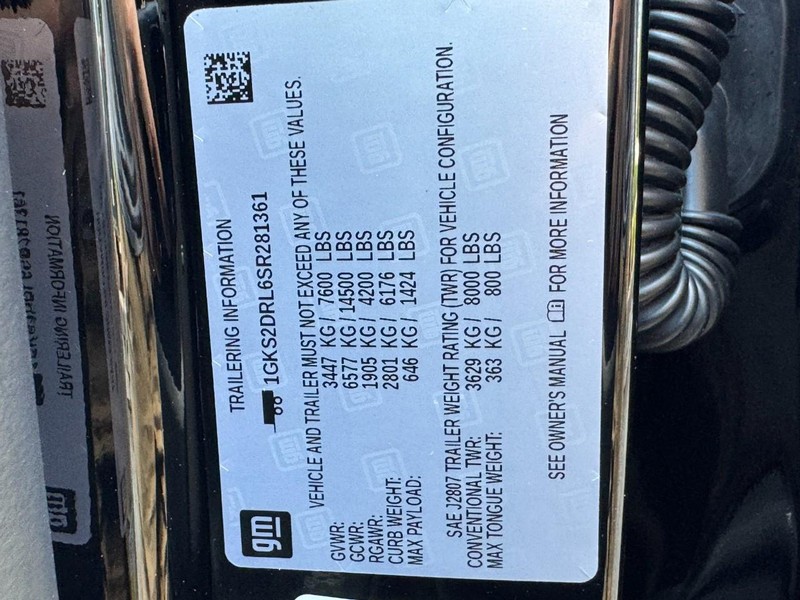 TRAILERING INFORMATION
1GKS2DRL6SR281361
gm
VEHICLE AND TRAILER MUST NOT EXCEED ANY OF THESE VALUES.
GVWR: 3447 KG / 7600 LBS
GCWR: 6577 KG / 14500 LBS
RGAWR: 1905 KG / 4200 LBS
CURB WEIGHT: 2801 KG / 6176 LBS
MAX PAYLOAD: 646 KG / 1424 LBS
SAE J2807 TRAILER WEIGHT RATING (TWR) FOR VEHICLE CONFIGURATION.
CONVENTIONAL TWR: 3629 KG / 8000 LBS
MAX TONGUE WEIGHT: 363 KG / 800 LBS
SEE OWNER'S MANUAL FOR MORE INFORMATION
TRAILERING INFORMATION
gm